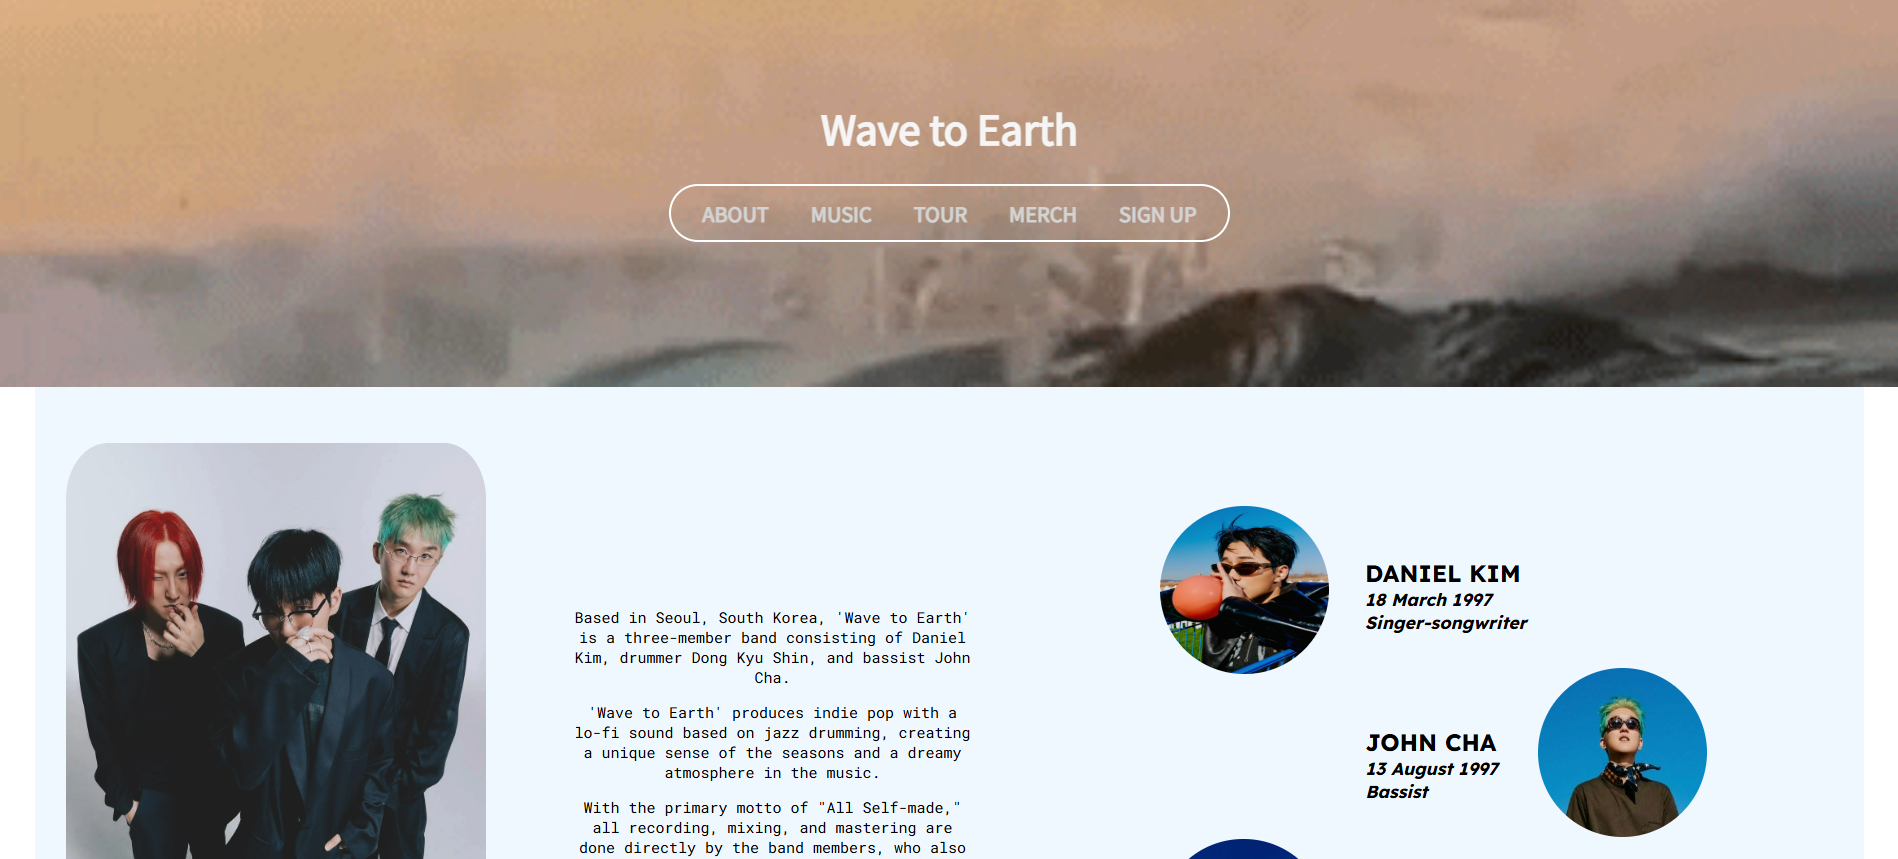 Wave to Earth
ABOUT MUSIC TOUR MERCH SIGN UP
Based in Seoul, South Korea, 'Wave to Earth'
is a three-member band consisting of Daniel
Kim, drummer Dong Kyu Shin, and bassist John
Cha.
'Wave to Earth' produces indie pop with a
lo-fi sound based on jazz drumming, creating
a unique sense of the seasons and a dreamy
atmosphere in the music.
With the primary motto of "All Self-made,"
all recording, mixing, and mastering are
done directly by the band members, who also
DANIEL KIM
18 March 1997
Singer-songwriter
JOHN CHA
13 August 1997
Bassist